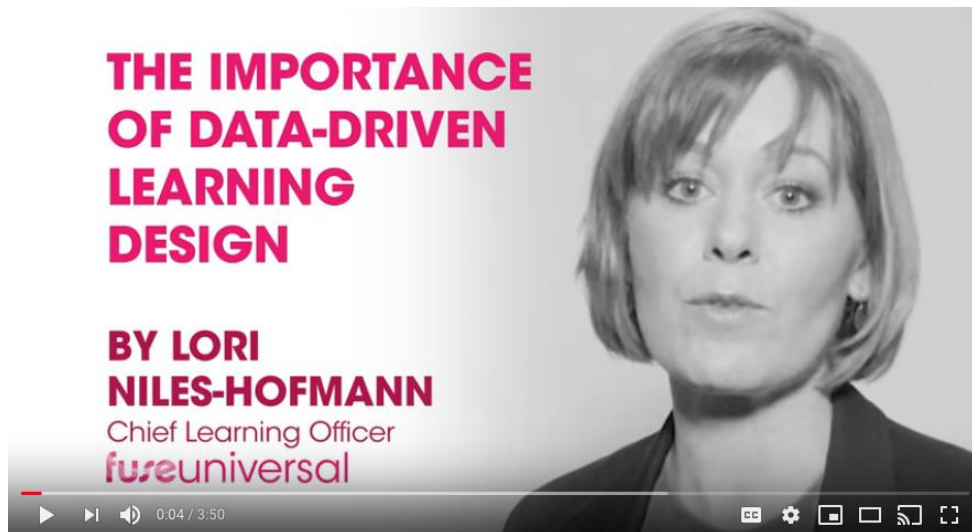 THE IMPORTANCE
OF DATA-DRIVEN
LEARNING
DESIGN
BY LORI
NILES-HOFMANN
Chief Learning Officer
fuseuniversal
0:04 / 3:50
CC